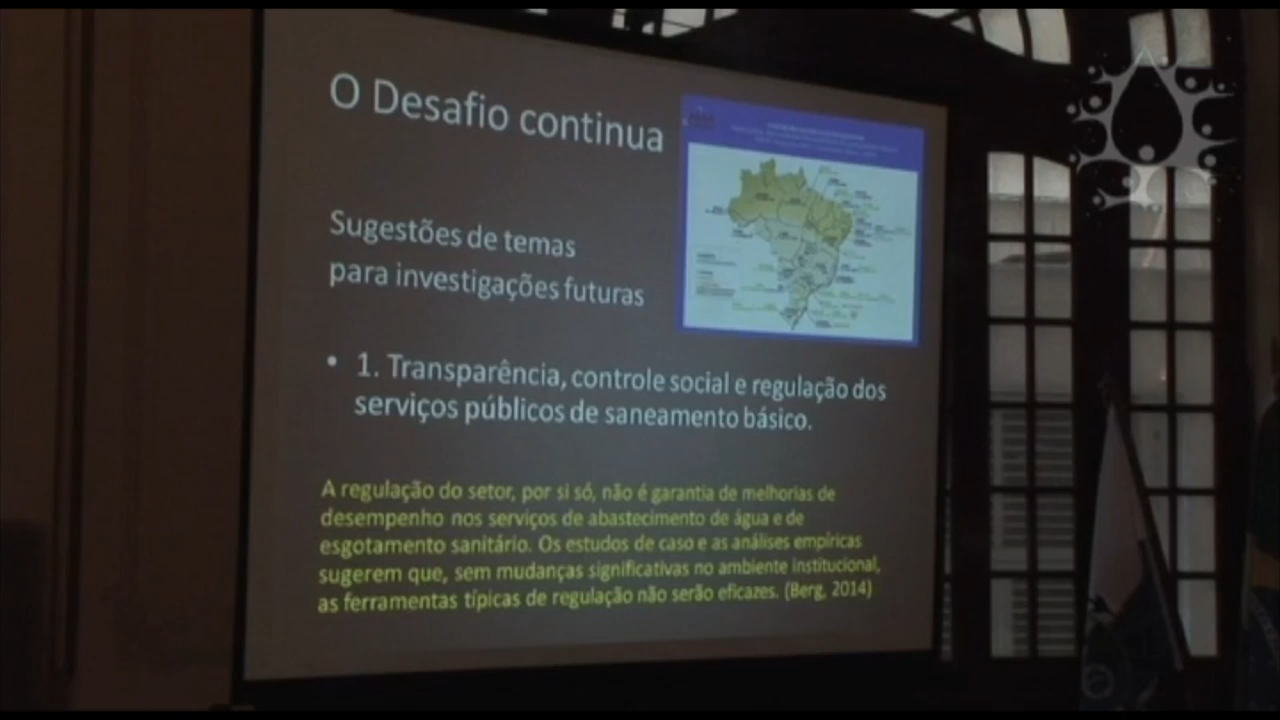 O Desafio continua
Sugestões de temas
para investigações futuras
• 1. Transparência, controle social e regulação dos
serviços públicos de saneamento básico.
A regulação do setor, por si só, não é garantia de melhorias de
desempenho nos serviços de abastecimento de água e de
esgotamento sanitário. Os estudos de caso e as análises empíricas
sugerem que, sem mudanças significativas no ambiente institucional,
as ferramentas típicas de regulação não serão eficazes. (Berg, 2014)